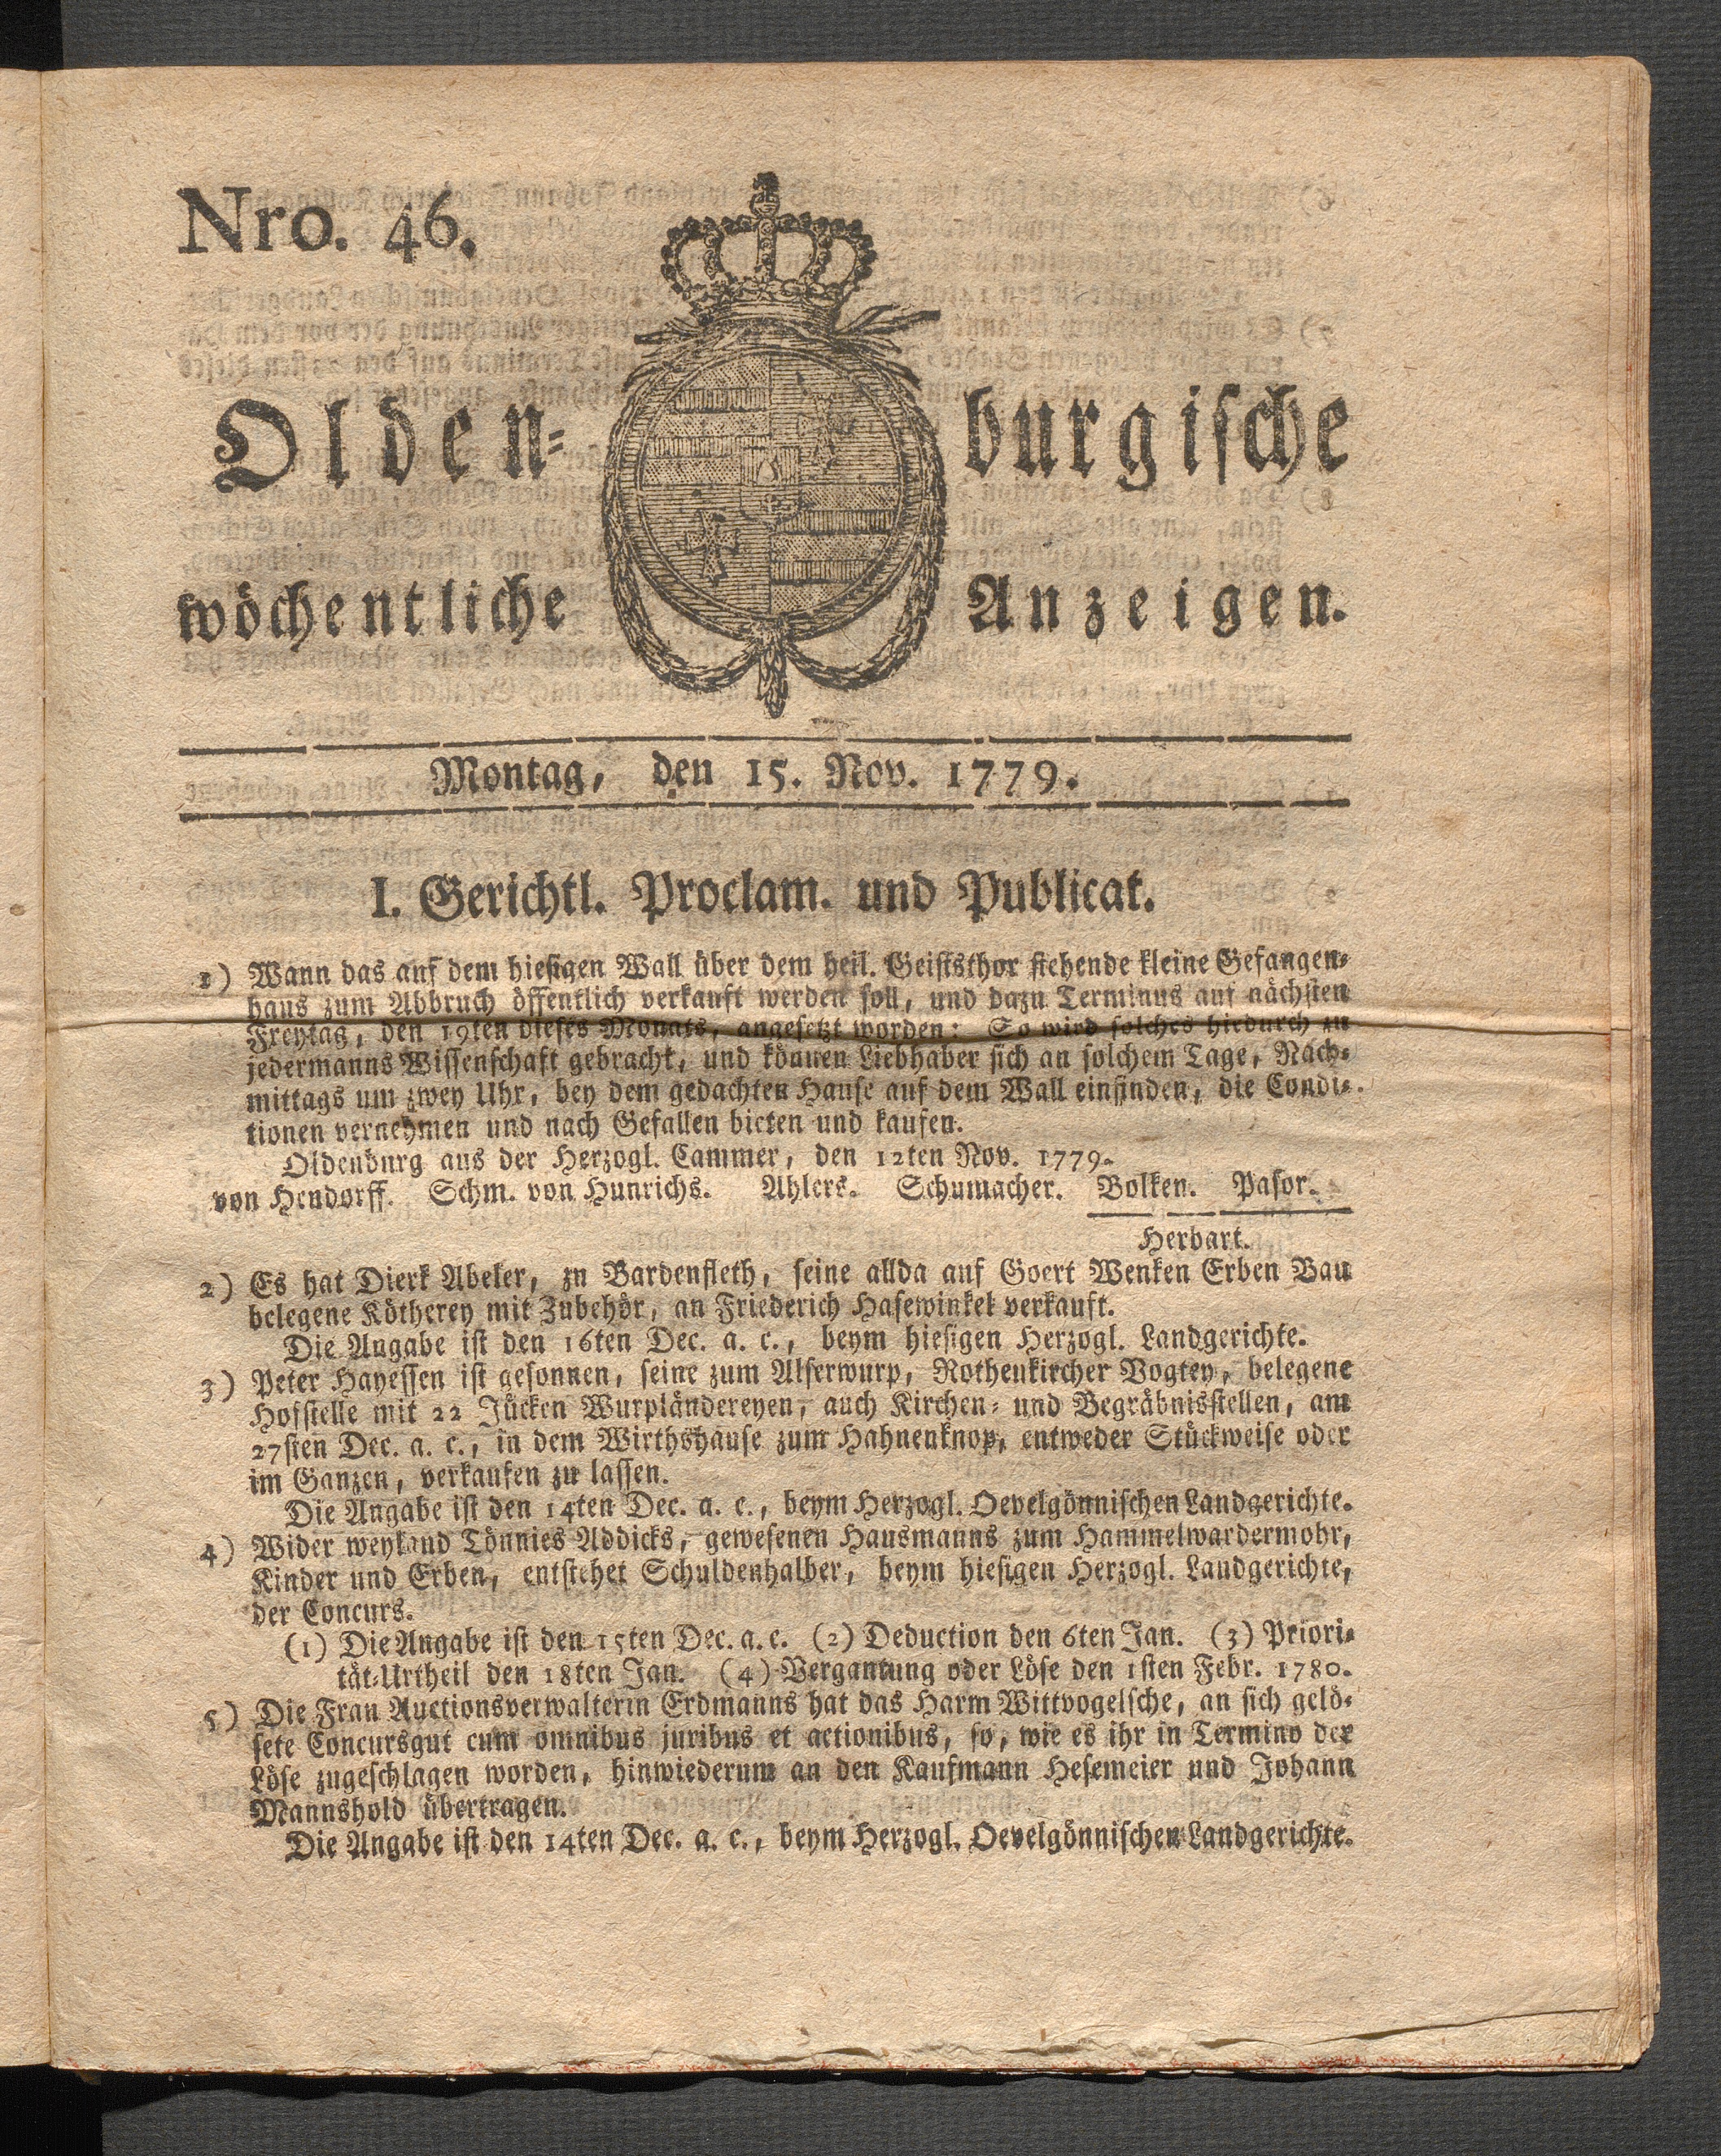 Nro. 46.
Olden- burgische
wöchentliche Anzeigen.
Montag, den 15. Nov. 1779.
I. Gerichtl. Proclam. und Publicat.
1) Wann das auf dem hiesigen Wall über dem heil. Geiststhor stehende kleine Gefangen-
haus zum Abbruch öffentlich verkauft werden soll, und dazu Terminus auf nächsten
Freytag, den 19ten dieses Monats, angesetzt worden: So wird solches hiedurch zu
jedermanns Wissenschaft gebracht, und können Liebhaber sich an solchem Tage, Nach-
mittags um zwey Uhr, bey dem gedachten Hause auf dem Wall einfinden, die Condi-
tionen vernehmen und nach Gefallen bieten und kaufen.
Oldenburg aus der Herzogl. Cammer, den 12ten Nov. 1779.
von Hendorff. Schm. von Hunrichs. Ahlers. Schumacher. Bolken. Pasor.
Herbart.
2) Es hat Dierk Abeler, zu Bardenfleth, seine allda auf Goert Wenken Erben Bau
belegene Kötherey mit Zubehör, an Friederich Hasewinkel verkauft.
Die Angabe ist den 16ten Dec. a. c., beym hiesigen Herzogl. Landgerichte.
3) Peter Hayessen ist gesonnen, seine zum Alserwurp, Rothenkircher Vogtey, belegene
Hofstelle mit 22 Jücken Wurpländereyen, auch Kirchen- und Begräbnisstellen, am
27sten Dec. a. c., in dem Wirthshause zum Hahnenknop, entweder Stückweise oder
im Ganzen, verkaufen zu lassen.
Die Angabe ist den 14ten Dec. a. c., beym Herzogl. Oevelgönnischen Landgerichte.
4) Wider weyland Tönnies Addicks, gewesenen Hausmanns zum Hammelwardermohr,
Kinder und Erben, entstehet Schuldenhalber, beym hiesigen Herzogl. Landgerichte,
der Concurs.
(1) Die Angabe ist den 15ten Dec. a. c. (2) Deduction den 6ten Jan. (3) Priori-
tät-Urtheil den 18ten Jan. (4) Vergantung oder Löse den 1sten Febr. 1780.
5) Die Frau Auctionsverwalterin Erdmanns hat das Harm Wittvogelsche, an sich gelö-
sete Concursgut cum omnibus juribus et actionibus, so, wie es ihr in Termino der
Löse zugeschlagen worden, hinwiederum an den Kaufmann Hesemeier und Johann
Mannshold übertragen.
Die Angabe ist den 14ten Dec. a. c., beym Herzogl. Oevelgönnischen Landgerichte.